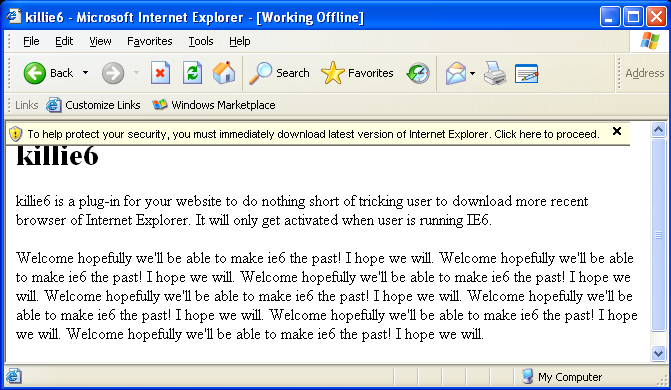 killie6 - Microsoft Internet Explorer - [Working Offline]
File Edit View Favorites Tools Help
Back Search Favorites Address
Links Customize Links Windows Marketplace
To help protect your security, you must immediately download latest version of Internet Explorer. Click here to proceed.
killie6
killie6 is a plug-in for your website to do nothing short of tricking user to download more recent
browser of Internet Explorer. It will only get activated when user is running IE6.
Welcome hopefully we'll be able to make ie6 the past! I hope we will. Welcome hopefully we'll be able
to make ie6 the past! I hope we will. Welcome hopefully we'll be able to make ie6 the past! I hope we
will. Welcome hopefully we'll be able to make ie6 the past! I hope we will. Welcome hopefully we'll be
able to make ie6 the past! I hope we will. Welcome hopefully we'll be able to make ie6 the past! I hope
we will. Welcome hopefully we'll be able to make ie6 the past! I hope we will.
My Computer